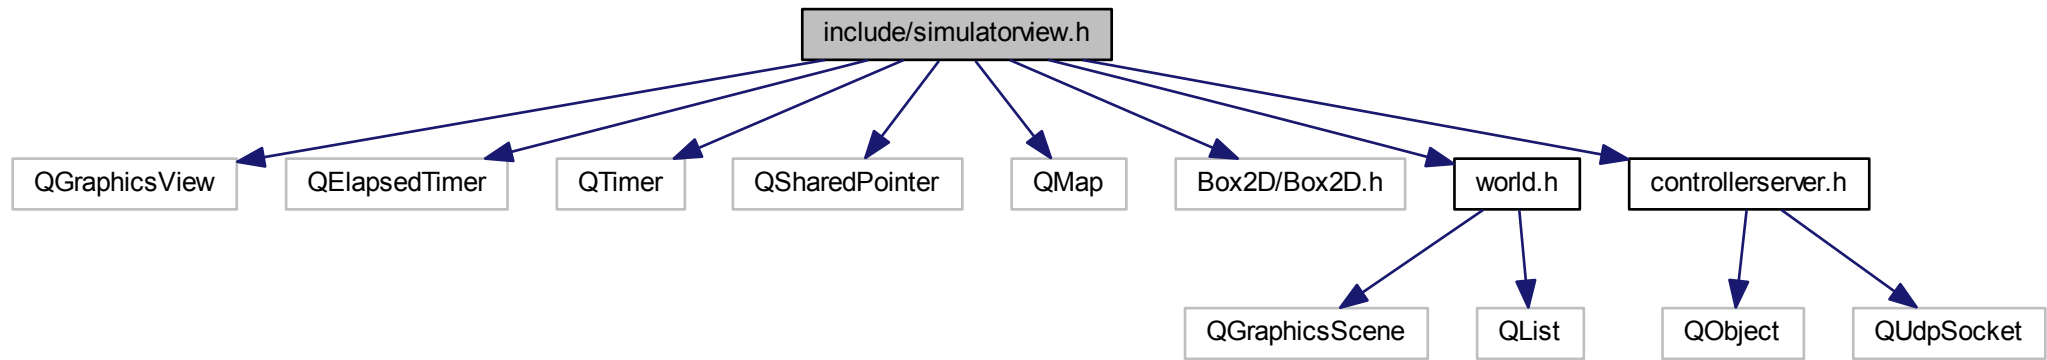 include/simulatorview.h
QGraphicsView
QElapsedTimer
QTimer
QSharedPointer
QMap
Box2D/Box2D.h
world.h
controllerserver.h
QGraphicsScene
QList
QObject
QUdpSocket